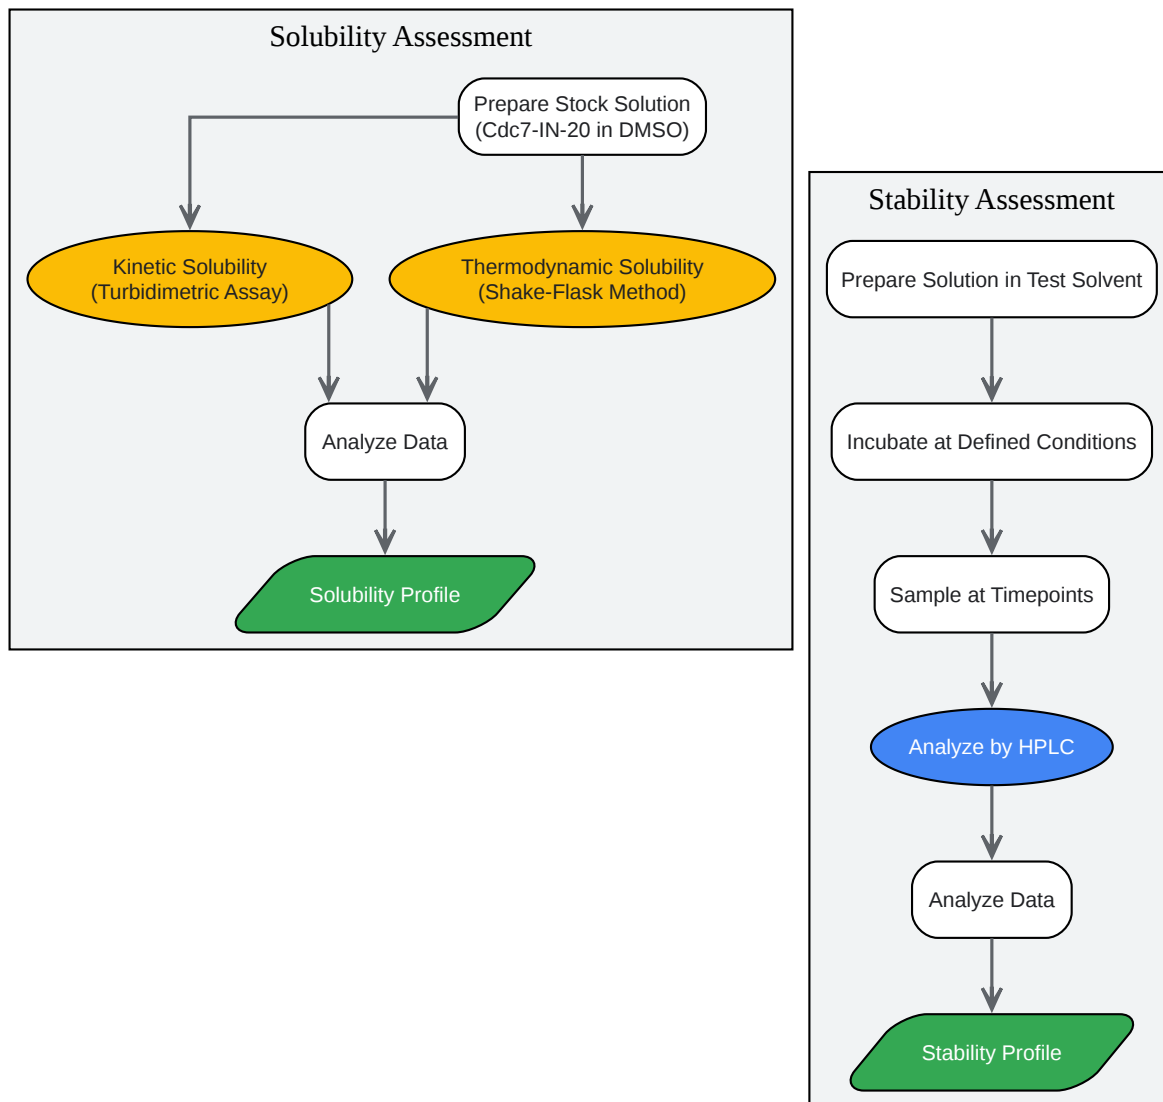 Solubility Assessment
Prepare Stock Solution
(Cdc7-IN-20 in DMSO)
Kinetic Solubility
(Turbidimetric Assay)
Thermodynamic Solubility
(Shake-Flask Method)
Analyze Data
Solubility Profile
Stability Assessment
Prepare Solution in Test Solvent
Incubate at Defined Conditions
Sample at Timepoints
Analyze by HPLC
Analyze Data
Stability Profile